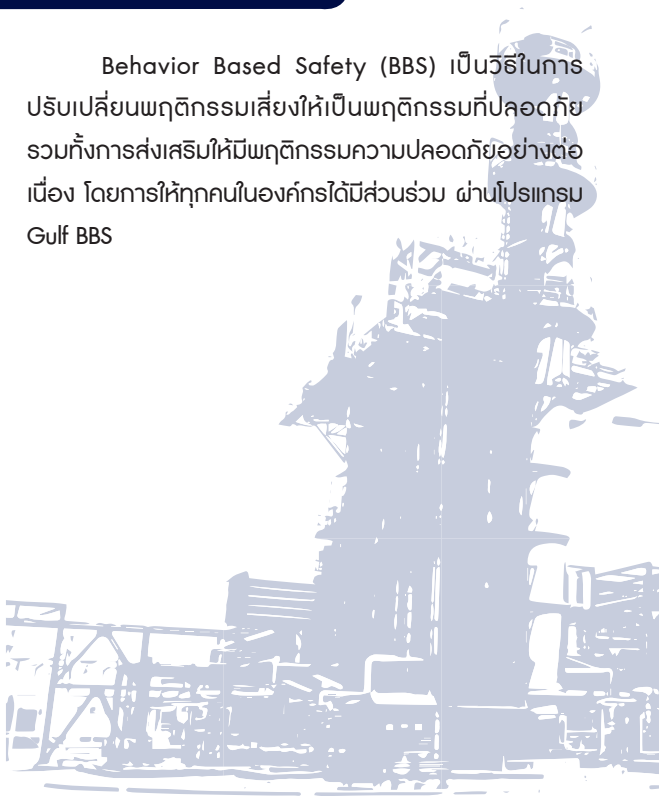 Behavior Based Safety (BBS) เป็นวิธีในการ
ปรับเปลี่ยนพฤติกรรมเสี่ยงให้เป็นพฤติกรรมที่ปลอดภัย
รวมทั้งการส่งเสริมให้มีพฤติกรรมความปลอดภัยอย่างต่อ
เนื่อง โดยการให้ทุกคนในองค์กรได้มีส่วนร่วม ผ่านโปรแกรม
Gulf BBS